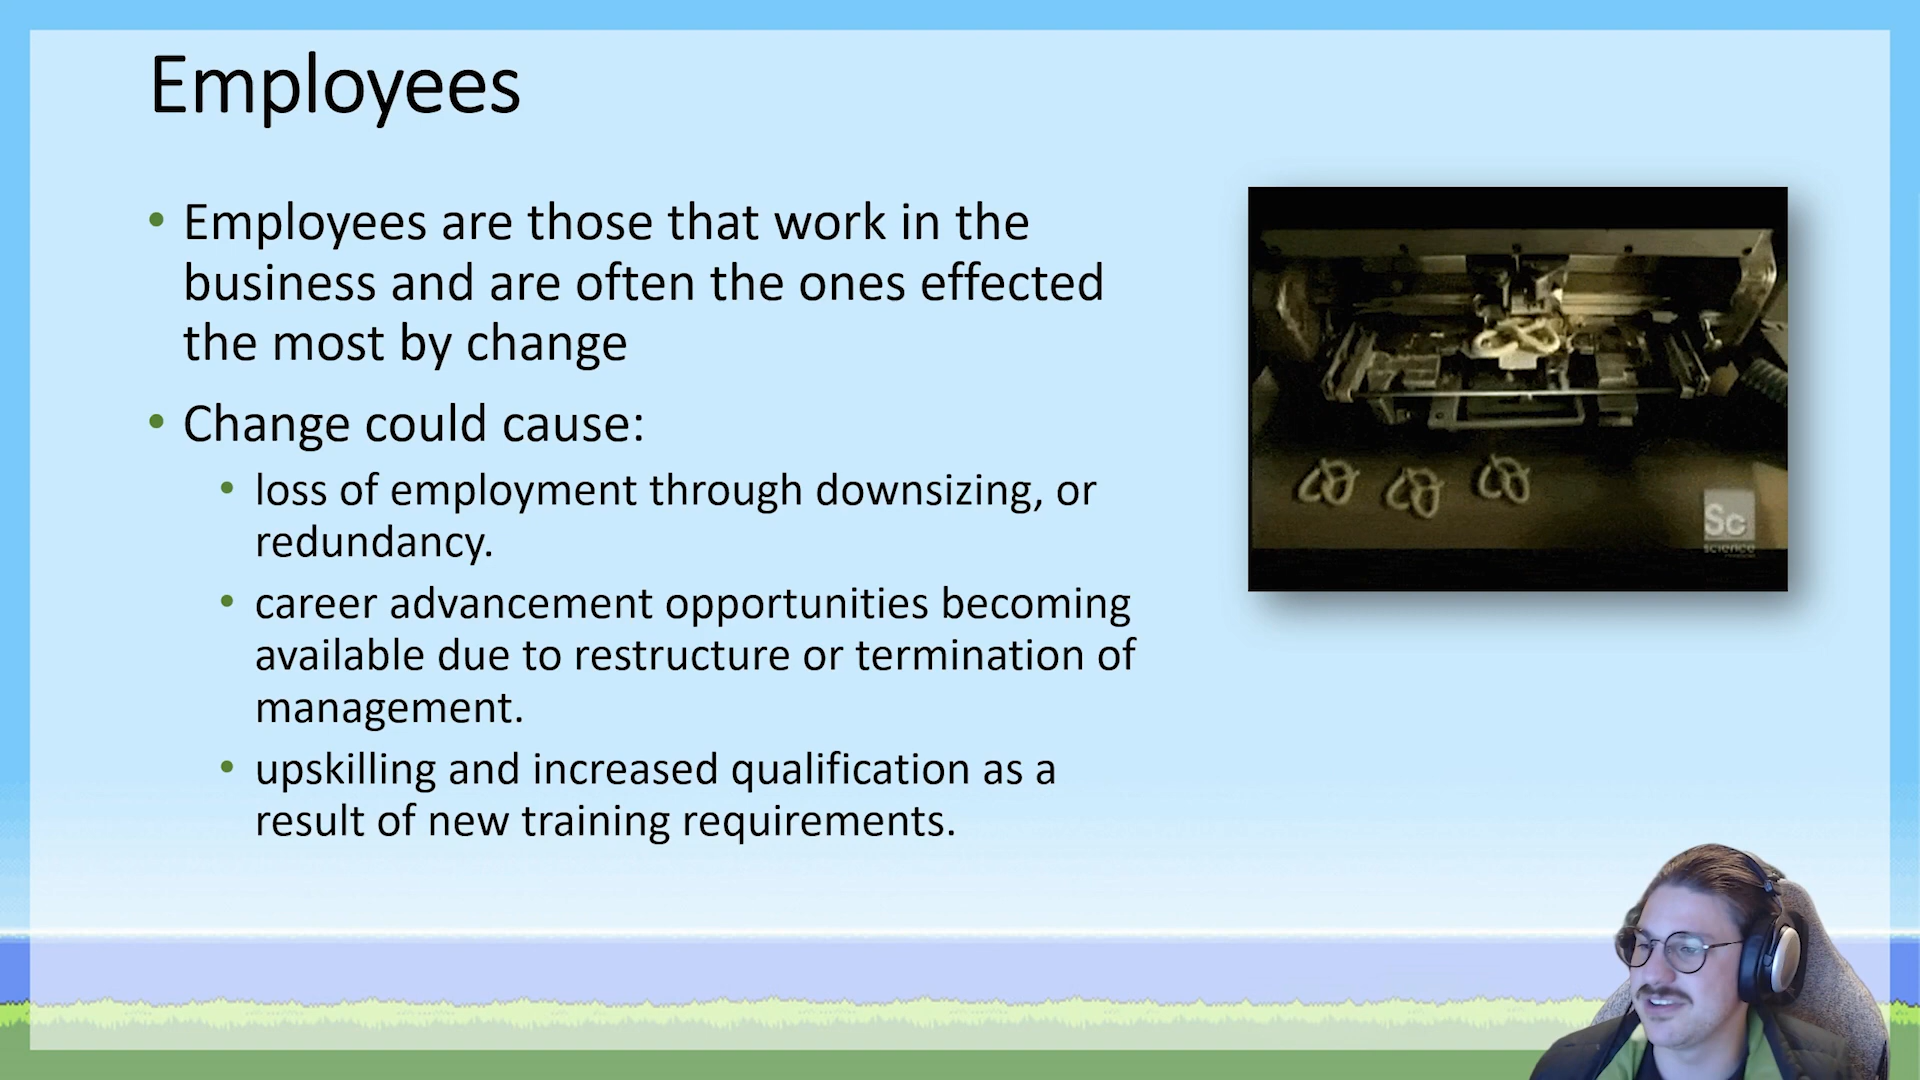 Employees
• Employees are those that work in the
business and are often the ones effected
the most by change
• Change could cause:
• loss of employment through downsizing, or
redundancy.
• career advancement opportunities becoming
available due to restructure or termination of
management.
• upskilling and increased qualification as a
result of new training requirements.
Sc
science